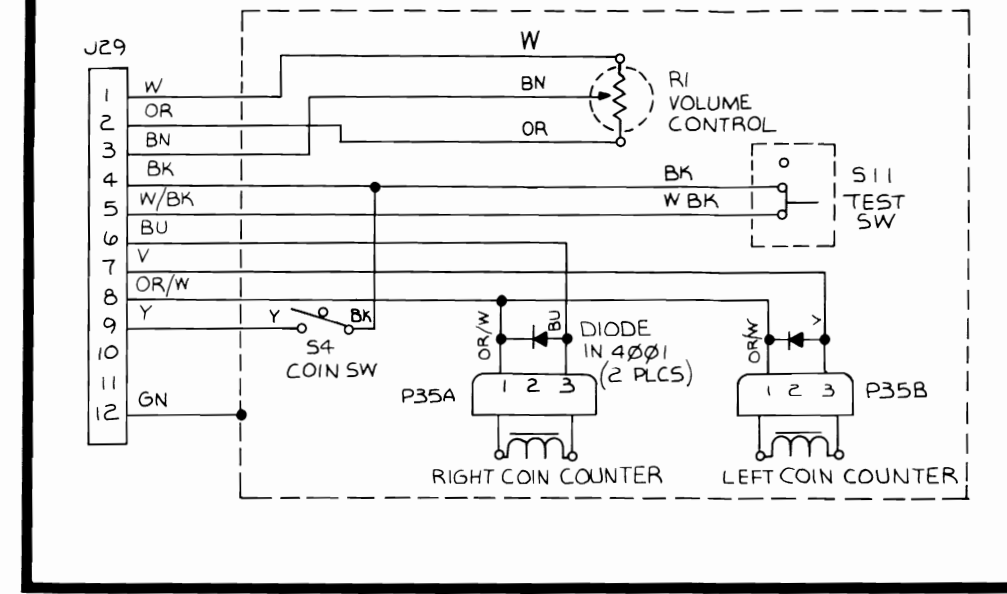 J29
W
1
W
BN
R1
VOLUME
CONTROL
OR
2
OR
BN
3
BK
4
BK
S11
TEST
SW
W/BK
5
W BK
BU
6
V
7
OR/W
8
Y
9
Y
BK
S4
COIN SW
10
11
GN
12
OR/W
BU
DIODE
IN 4ØØ1
(2 PLCS)
OR/W
V
P35A
1 2 3
1 2 3
P35B
RIGHT COIN COUNTER
LEFT COIN COUNTER